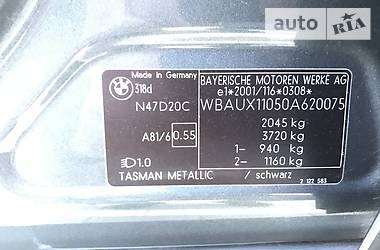 auto RIA
Made in Germany
318d
N47D20C
A81/6 0.55
1.0
TASMAN METALLIC
BAYERISCHE MOTOREN WERKE AG
e1*2001/116*0308*
WBAUX11050A620075
2045 kg
3720 kg
1- 940 kg
2- 1160 kg
/ schwarz
2 122 583